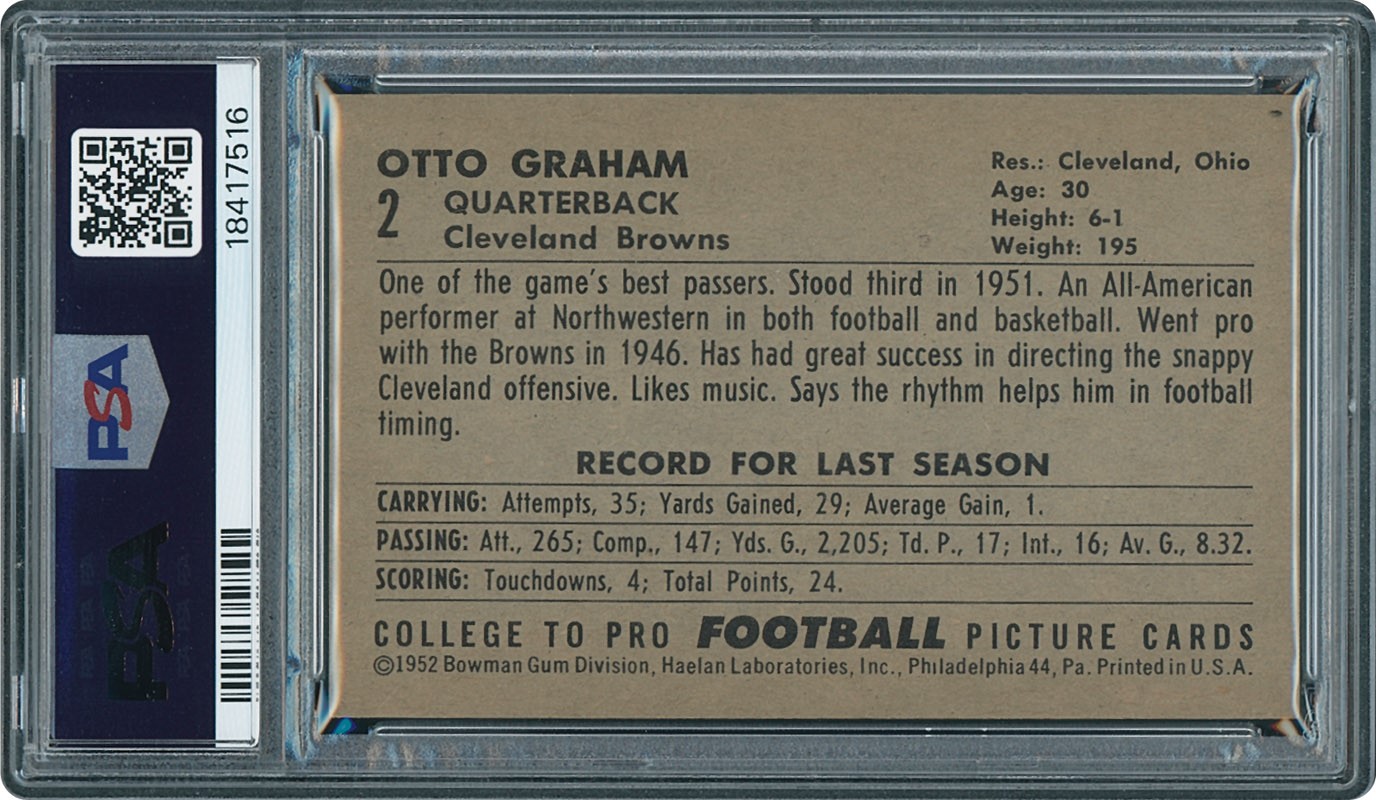 18417516
PSA
PSA
OTTO GRAHAM
2 QUARTERBACK
Cleveland Browns
Res.: Cleveland, Ohio
Age: 30
Height: 6-1
Weight: 195
One of the game's best passers. Stood third in 1951. An All-American
performer at Northwestern in both football and basketball. Went pro
with the Browns in 1946. Has had great success in directing the snappy
Cleveland offensive. Likes music. Says the rhythm helps him in football
timing.
RECORD FOR LAST SEASON
CARRYING: Attempts, 35; Yards Gained, 29; Average Gain, 1.
PASSING: Att., 265; Comp., 147; Yds. G., 2,205; Td. P., 17; Int., 16; Av. G., 8.32.
SCORING: Touchdowns, 4; Total Points, 24.
COLLEGE TO PRO FOOTBALL PICTURE CARDS
©1952 Bowman Gum Division, Haelan Laboratories, Inc., Philadelphia 44, Pa. Printed in U.S.A.